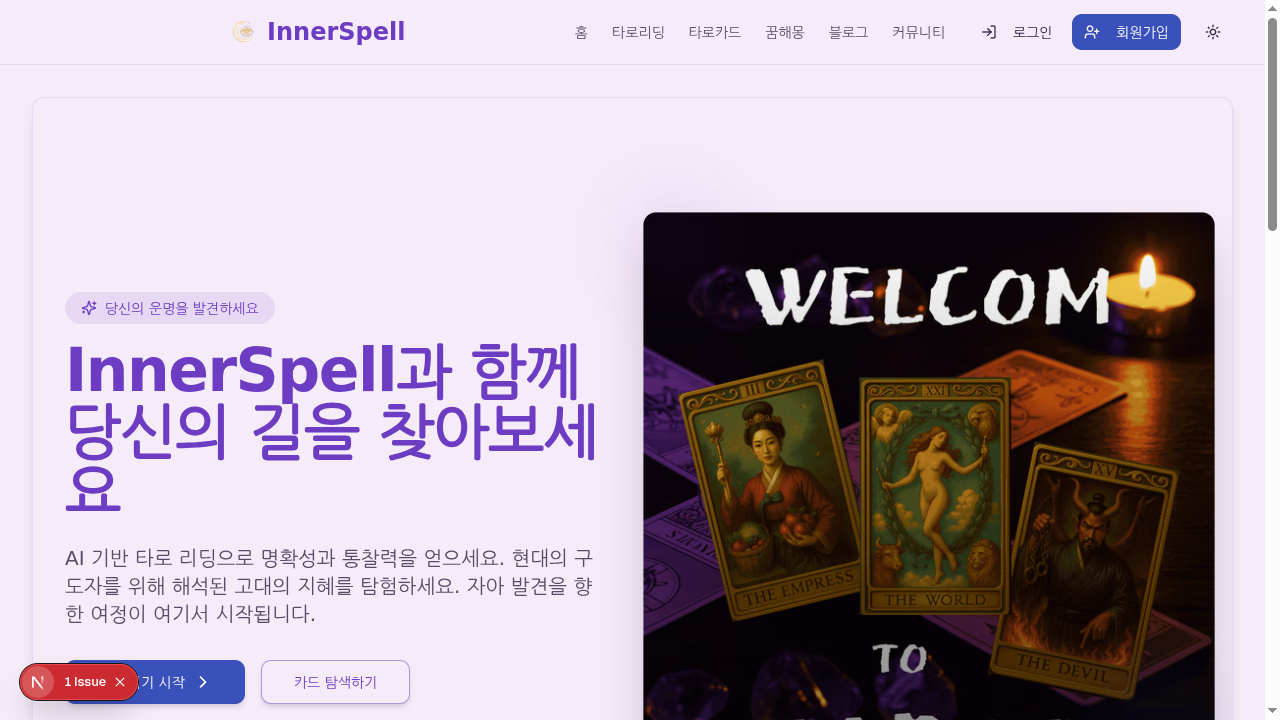 InnerSpell
홈
타로리딩
타로카드
꿈해몽
블로그
커뮤니티
로그인
회원가입
당신의 운명을 발견하세요
InnerSpell과 함께
당신의 길을 찾아보세
요
AI 기반 타로 리딩으로 명확성과 통찰력을 얻으세요. 현대의 구
도자를 위해 해석된 고대의 지혜를 탐험하세요. 자아 발견을 향
한 여정이 여기서 시작됩니다.
N 1 Issue
기 시작
카드 탐색하기
WELCOM
III
THE EMPRESS
XXI
THE WORLD
XV
THE DEVIL
TO